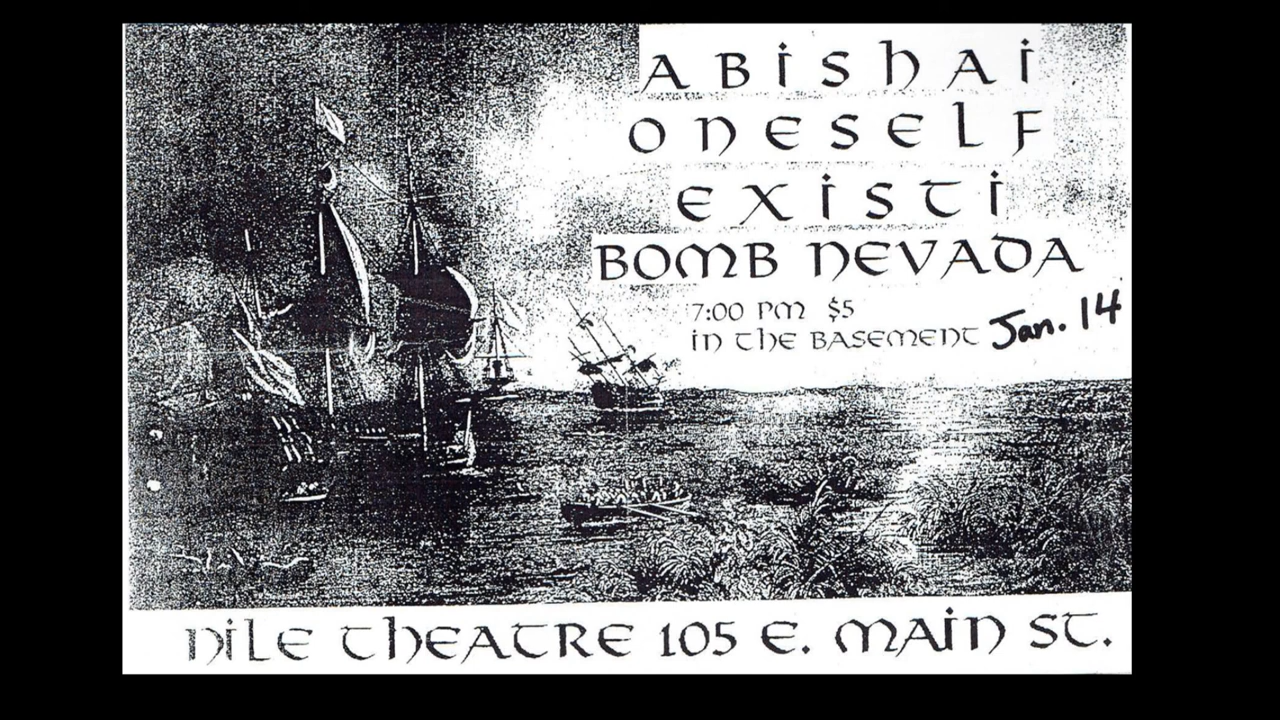 ABISHAI
ONESELF
EXISTI
BOMB NEVADA
7:00 PM $5
IN THE BASEMENT Jan. 14
NILE THEATRE 105 E. MAIN ST.